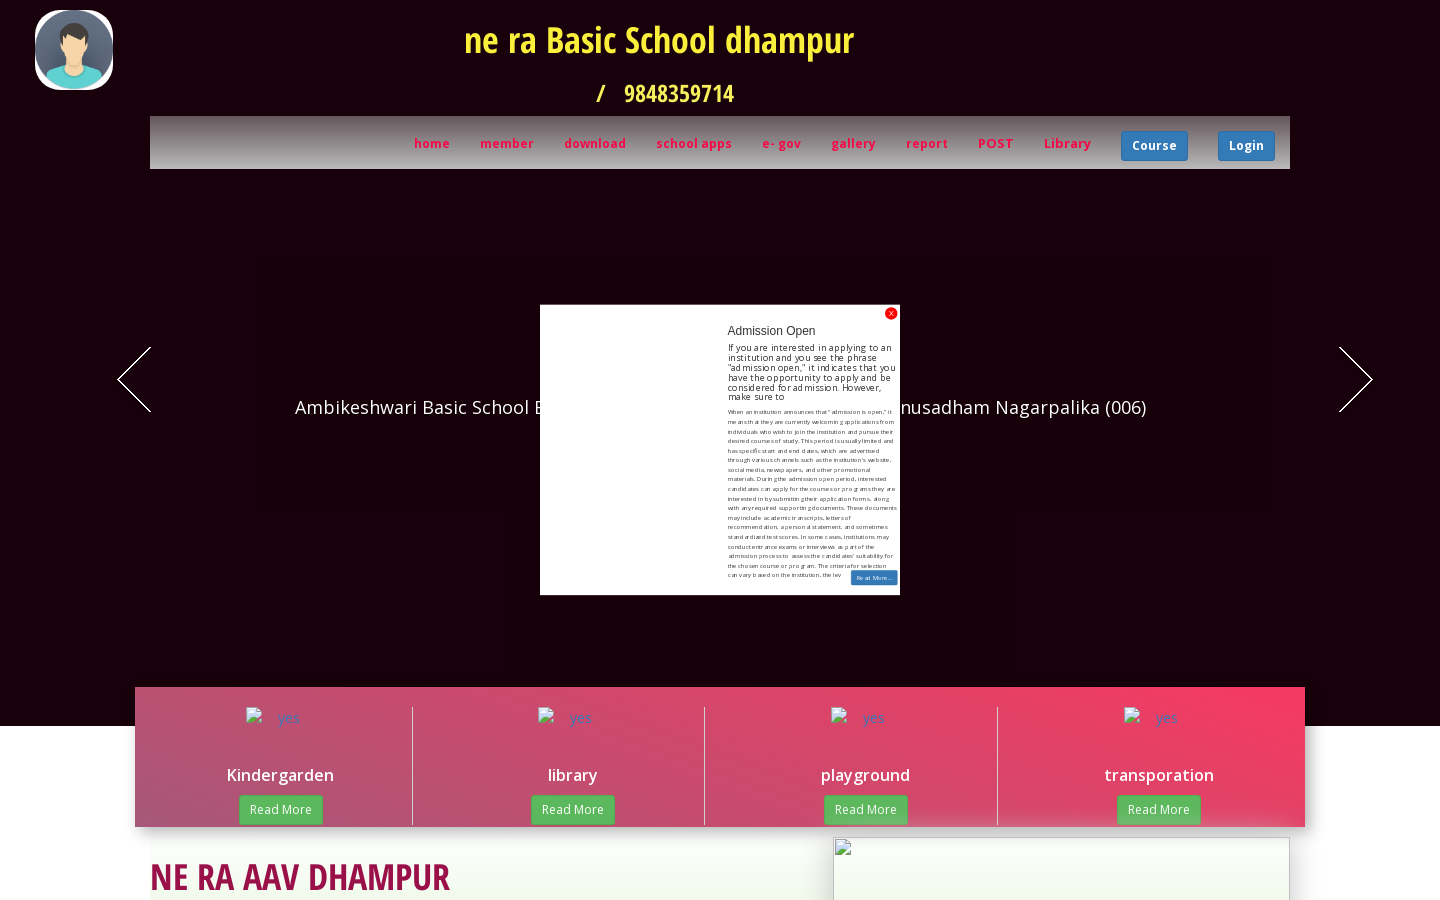 ne ra Basic School dhampur
/ 9848359714
home member download school apps e- gov gallery report POST Library Course Login
X
Admission Open
If you are interested in applying to an
institution and you see the phrase
"admission open," it indicates that you
have the opportunity to apply and be
considered for admission. However,
make sure to
When an institution announces that "admission is open," it
means that they are currently welcoming applications from
individuals who wish to join the institution and pursue their
desired courses of study. This period is usually limited and
has specific start and end dates, which are advertised
through various channels such as the institution's website,
social media, newspapers, and other promotional
materials. During the admission open period, interested
candidates can apply for the courses or programs they are
interested in by submitting their application forms, along
with any required supporting documents. These documents
may include academic transcripts, letters of
recommendation, a personal statement, and sometimes
standardized test scores. In some cases, institutions may
conduct entrance exams or interviews as part of the
admission process to assess the candidates' suitability for
the chosen course or program. The criteria for selection
can vary based on the institution, the lev
Read More...
Ambikeshwari Basic School nusadham Nagarpalika (006)
yes yes yes yes
Kindergarden library playground transporation
Read More Read More Read More Read More
NE RA AAV DHAMPUR